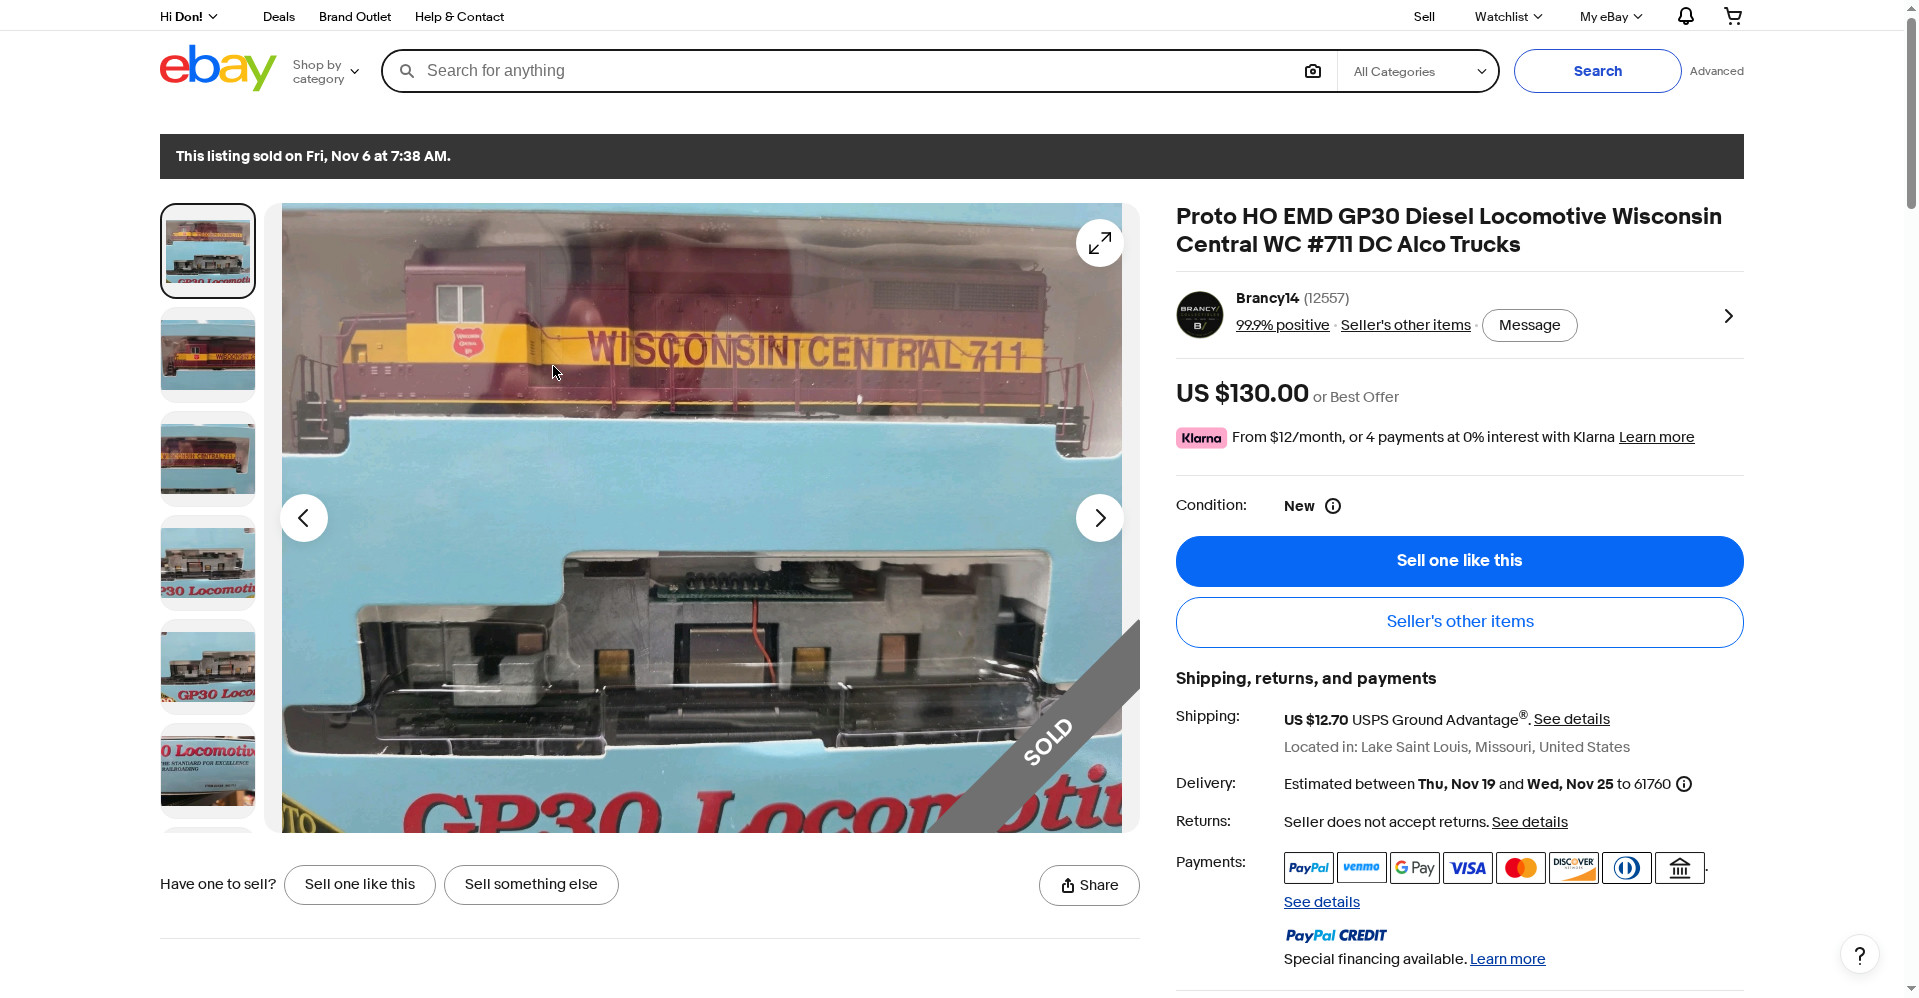 Hi Don!
Deals
Brand Outlet
Help & Contact
Sell
Watchlist
My eBay
ebay
Shop by
category
Search for anything
All Categories
Search
Advanced
This listing sold on Fri, Nov 6 at 7:38 AM.
WISCONSIN CENTRAL 711
GP30 Locomoti
SOLD
Proto HO EMD GP30 Diesel Locomotive Wisconsin
Central WC #711 DC Alco Trucks
BRANCY
B/
Brancy14 (12557)
99.9% positive · Seller's other items · Message
US $130.00 or Best Offer
Klarna From $12/month, or 4 payments at 0% interest with Klarna Learn more
Condition: New
Sell one like this
Seller's other items
Shipping, returns, and payments
Shipping: US $12.70 USPS Ground Advantage®. See details
Located in: Lake Saint Louis, Missouri, United States
Delivery: Estimated between Thu, Nov 19 and Wed, Nov 25 to 61760
Returns: Seller does not accept returns. See details
Payments: PayPal venmo G Pay VISA DISCOVER .
See details
PayPal CREDIT
Special financing available. Learn more
Have one to sell? Sell one like this Sell something else
Share
?